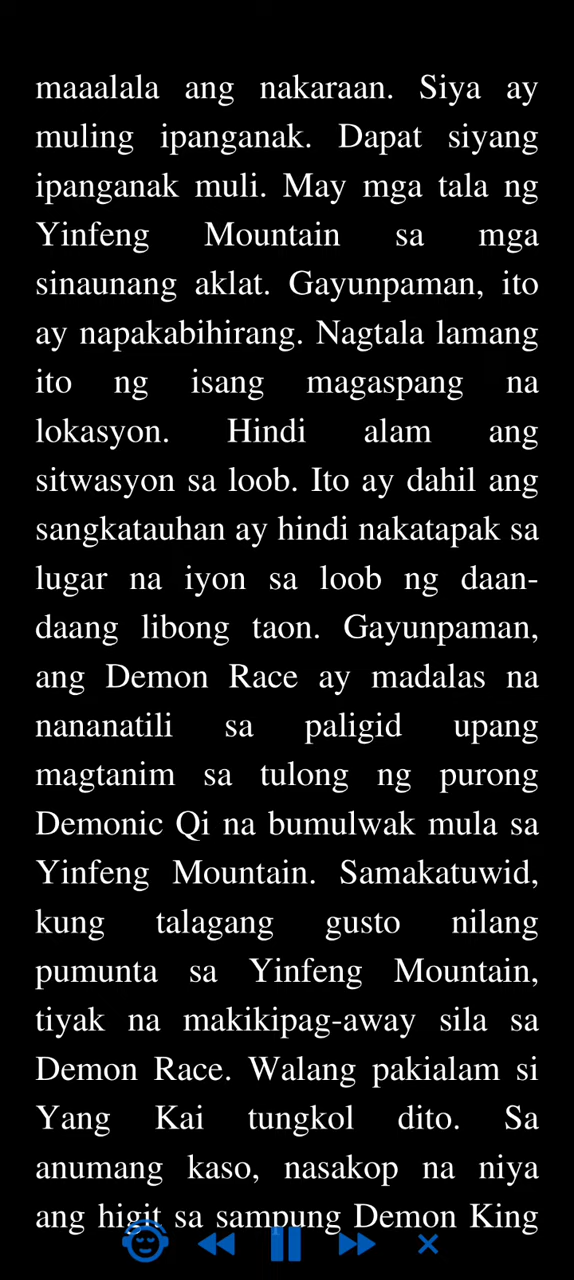 maaalala ang nakaraan. Siya ay
muling ipanganak. Dapat siyang
ipanganak muli. May mga tala ng
Yinfeng Mountain sa mga
sinaunang aklat. Gayunpaman, ito
ay napakabihirang. Nagtala lamang
ito ng isang magaspang na
lokasyon. Hindi alam ang
sitwasyon sa loob. Ito ay dahil ang
sangkatauhan ay hindi nakatapak sa
lugar na iyon sa loob ng daan-
daang libong taon. Gayunpaman,
ang Demon Race ay madalas na
nananatili sa paligid upang
magtanim sa tulong ng purong
Demonic Qi na bumulwak mula sa
Yinfeng Mountain. Samakatuwid,
kung talagang gusto nilang
pumunta sa Yinfeng Mountain,
tiyak na makikipag-away sila sa
Demon Race. Walang pakialam si
Yang Kai tungkol dito. Sa
anumang kaso, nasakop na niya
ang higit sa sampung Demon King